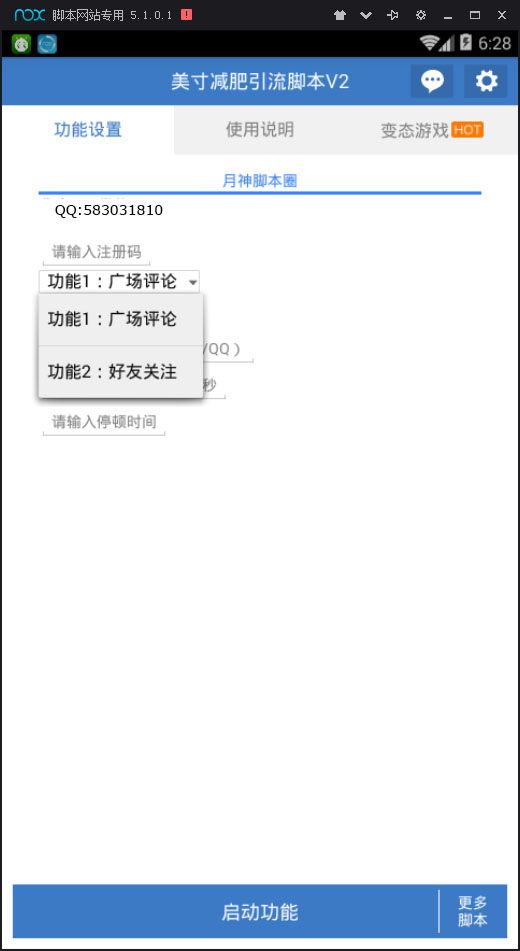 nox 脚本网站专用 5.1.0.1
6:28
美寸减肥引流脚本V2
功能设置 使用说明 变态游戏 HOT
月神脚本圈
QQ:583031810
请输入注册码
功能1：广场评论
功能1：广场评论
/QQ）
功能2：好友关注
秒
请输入停顿时间
启动功能
更多
脚本